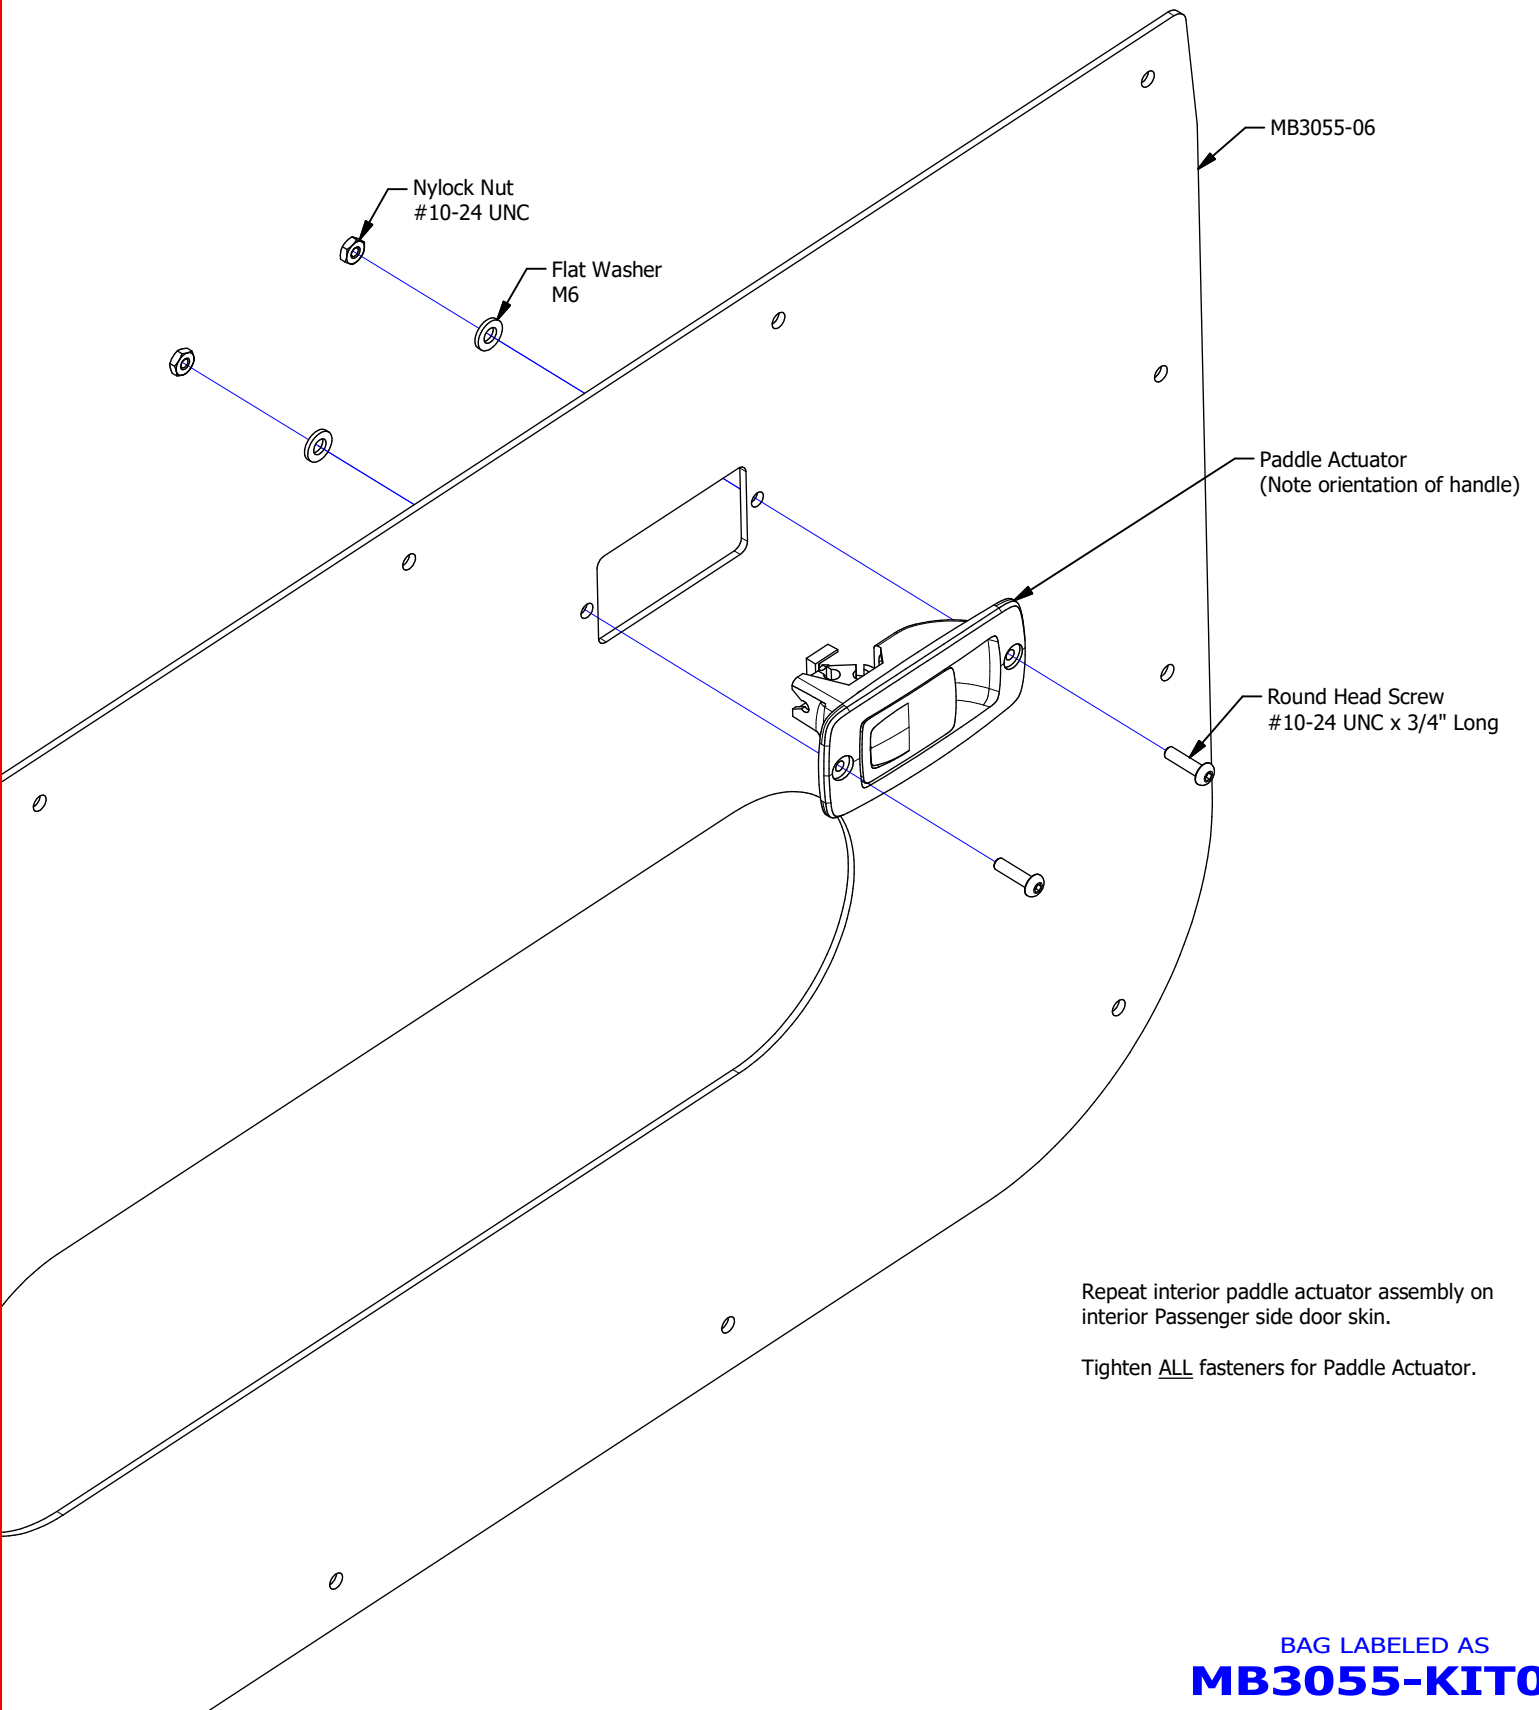 MB3055-06
Nylock Nut
#10-24 UNC
Flat Washer
M6
Paddle Actuator
(Note orientation of handle)
Round Head Screw
#10-24 UNC x 3/4" Long
Repeat interior paddle actuator assembly on
interior Passenger side door skin.
Tighten ALL fasteners for Paddle Actuator.
BAG LABELED AS
MB3055-KIT0